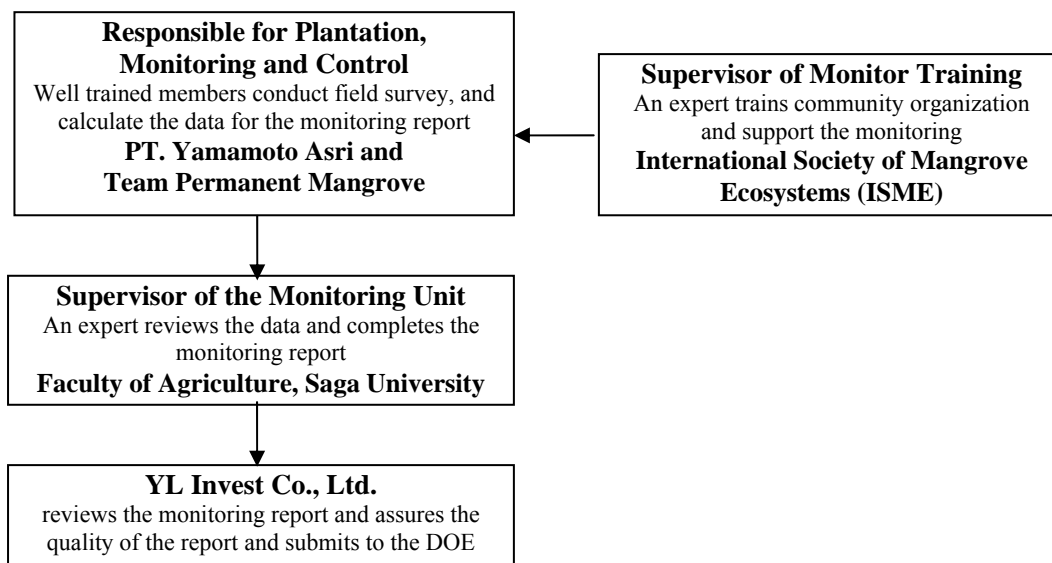 Responsible for Plantation,
Monitoring and Control
Well trained members conduct field survey, and
calculate the data for the monitoring report
PT. Yamamoto Asri and
Team Permanent Mangrove
Supervisor of Monitor Training
An expert trains community organization
and support the monitoring
International Society of Mangrove
Ecosystems (ISME)
Supervisor of the Monitoring Unit
An expert reviews the data and completes the
monitoring report
Faculty of Agriculture, Saga University
YL Invest Co., Ltd.
reviews the monitoring report and assures the
quality of the report and submits to the DOE